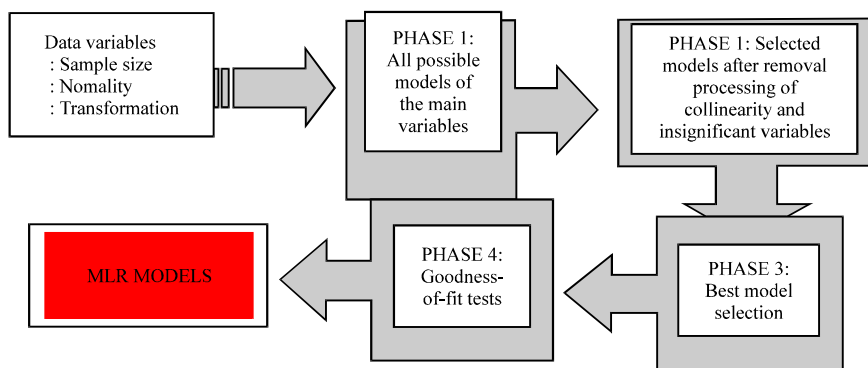 Data variables
: Sample size
: Nomality
: Transformation
PHASE 1:
All possible
models of
the main
variables
PHASE 1: Selected
models after removal
processing of
collinearity and
insignificant variables
PHASE 3:
Best model
selection
PHASE 4:
Goodness-
of-fit tests
MLR MODELS